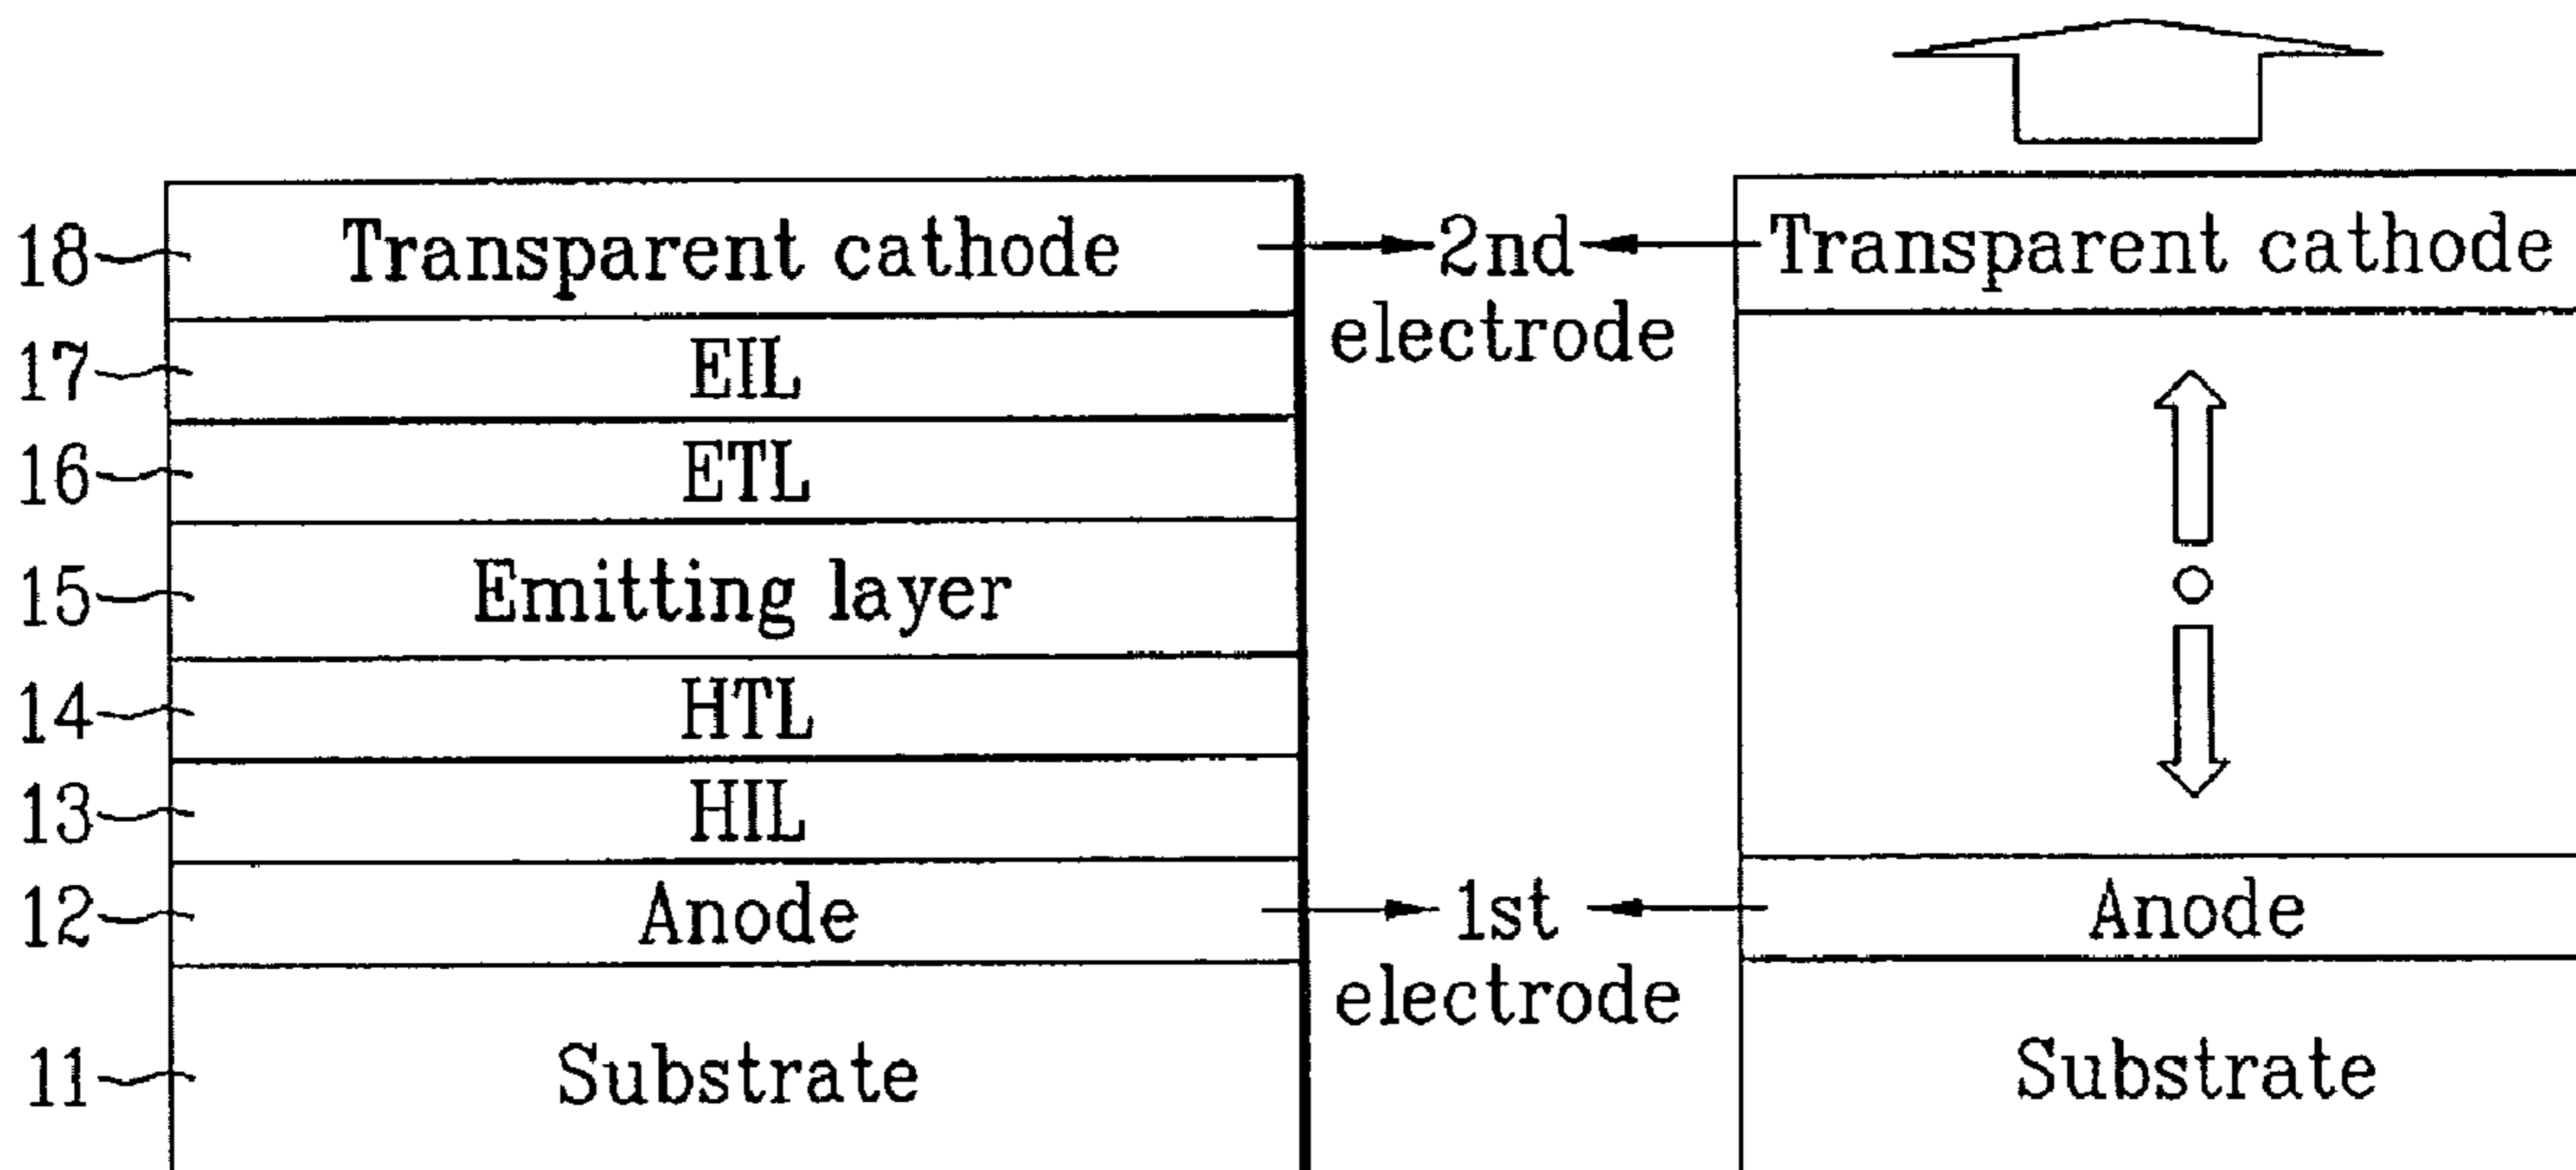 18 Transparent cathode
17 EIL
16 ETL
15 Emitting layer
14 HTL
13 HIL
12 Anode
11 Substrate
2nd
electrode
1st
electrode
Transparent cathode
Anode
Substrate